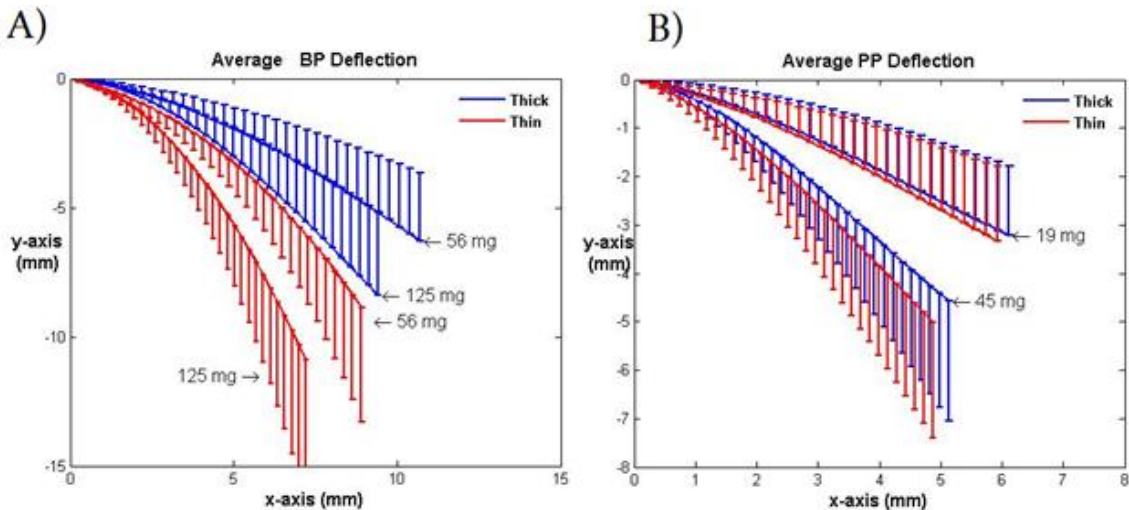 A)
Average BP Deflection
0
-5
-10
-15
y-axis
(mm)
Thick
Thin
← 56 mg
← 125 mg
← 56 mg
125 mg →
0
5
10
15
x-axis (mm)
B)
Average PP Deflection
0
-1
-2
-3
-4
-5
-6
-7
-8
y-axis
(mm)
Thick
Thin
← 19 mg
← 45 mg
0
1
2
3
4
5
6
7
8
x-axis (mm)